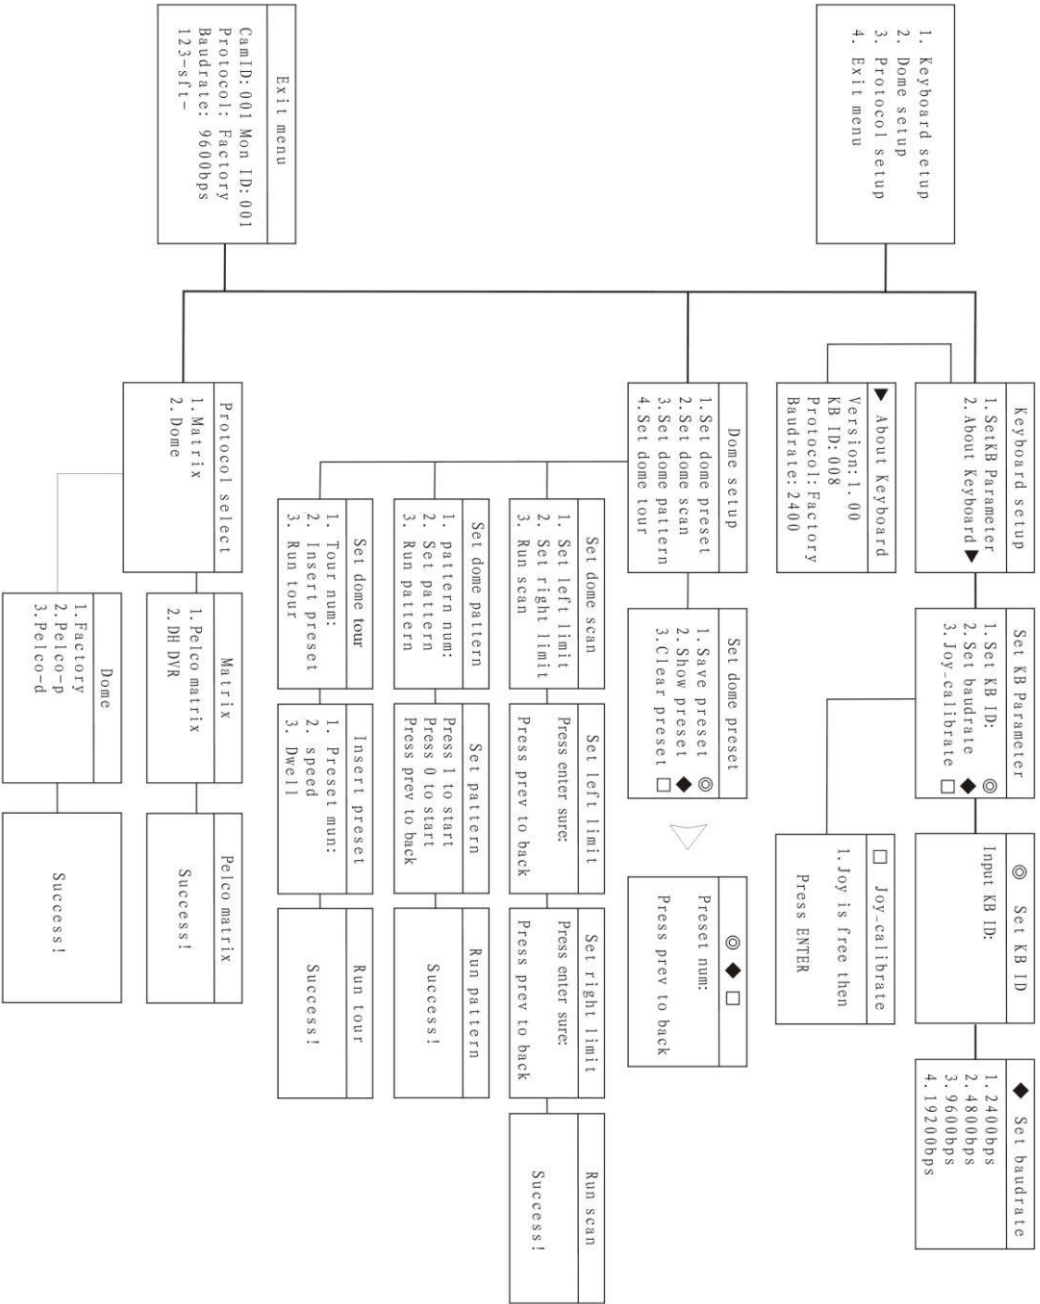 1. Keyboard setup
2. Dome setup
3. Protocol setup
4. Exit menu
Keyboard setup
1. SetKB Parameter
2. About Keyboard ▼
Set KB Parameter
1. Set KB ID: ◎
2. Set baudrate ◆
3. Joy-calibrate □
◎ Set KB ID
Input KB ID:
◆ Set baudrate
1. 2400bps
2. 4800bps
3. 9600bps
4. 19200bps
▼ About Keyboard
Version: 1.00
KB ID: 008
Protocol: Factory
Baudrate: 2400
□ Joy-calibrate
1. Joy is free then
Press ENTER
Dome setup
1. Set dome preset
2. Set dome scan
3. Set dome pattern
4. Set dome tour
Set dome preset
1. Save preset ◎
2. Show preset ◆
3. Clear preset □
◎ ◆ □
Preset num:
Press prev to back
Set dome scan
1. Set left limit
2. Set right limit
3. Run scan
Set left limit
Press enter sure:
Press prev to back
Set right limit
Press enter sure:
Press prev to back
Run scan
Success!
Set dome pattern
1. pattern num:
2. Set pattern
3. Run pattern
Set pattern
Press 1 to start
Press 0 to start
Press prev to back
Run pattern
Success!
Set dome tour
1. Tour num:
2. Insert preset
3. Run tour
Insert preset
1. Preset mun:
2. speed
3. Dwell
Run tour
Success!
Exit menu
CamID: 001 Mon ID: 001
Protocol: Factory
Baudrate: 9600bps
123-sft-
Protocol select
1. Matrix
2. Dome
Matrix
1. Pelco matrix
2. DH DVR
Pelco matrix
Success!
Dome
1. Factory
2. Pelco-p
3. Pelco-d
Success!